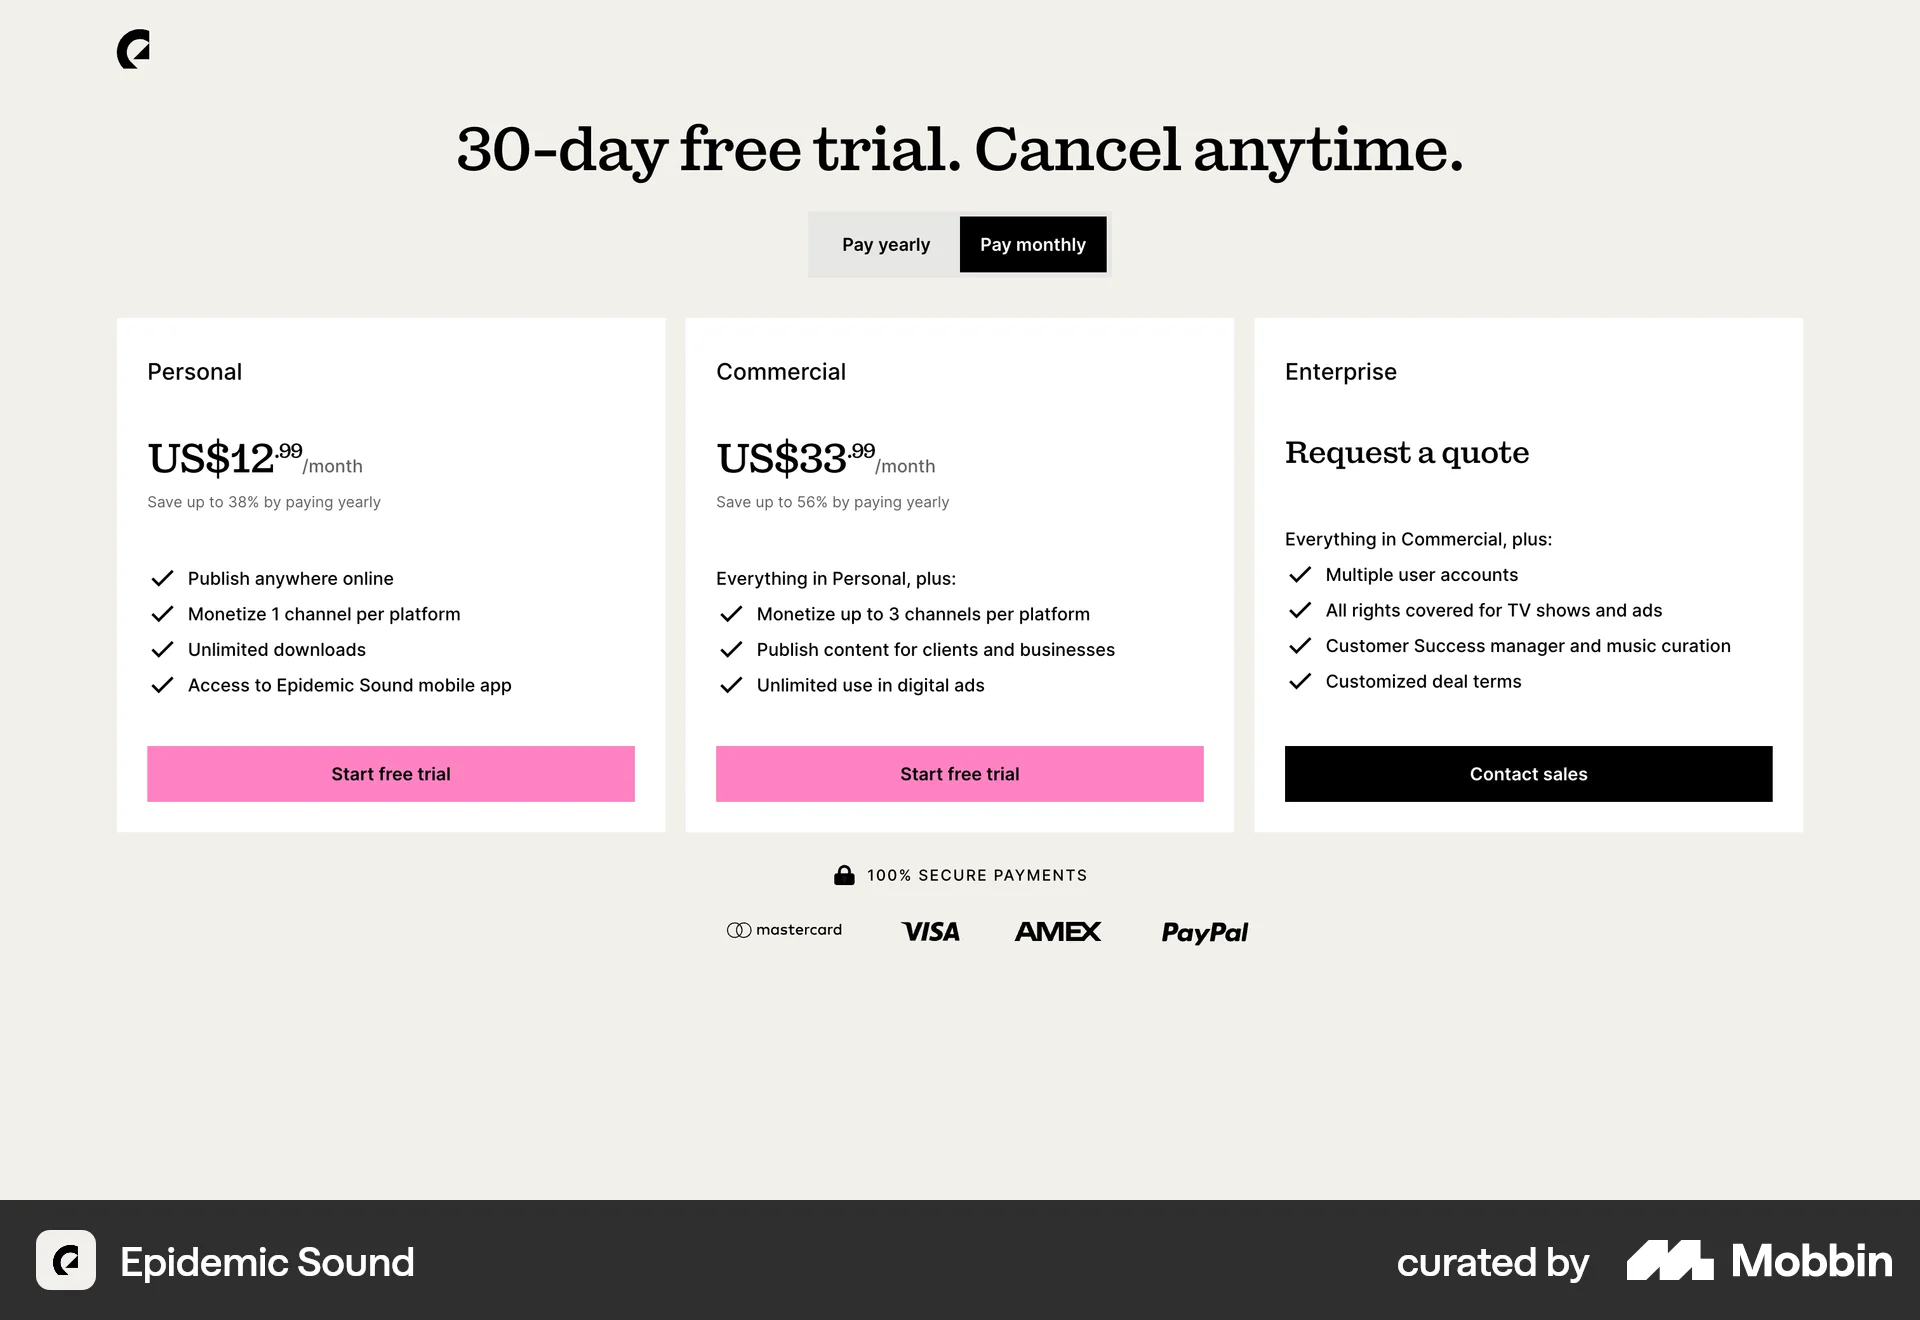 30-day free trial. Cancel anytime.
Pay yearly
Pay monthly
Personal
US$12.99/month
Save up to 38% by paying yearly
Publish anywhere online
Monetize 1 channel per platform
Unlimited downloads
Access to Epidemic Sound mobile app
Start free trial
Commercial
US$33.99/month
Save up to 56% by paying yearly
Everything in Personal, plus:
Monetize up to 3 channels per platform
Publish content for clients and businesses
Unlimited use in digital ads
Start free trial
Enterprise
Request a quote
Everything in Commercial, plus:
Multiple user accounts
All rights covered for TV shows and ads
Customer Success manager and music curation
Customized deal terms
Contact sales
100% SECURE PAYMENTS
mastercard
VISA
AMEX
PayPal
Epidemic Sound
curated by
Mobbin